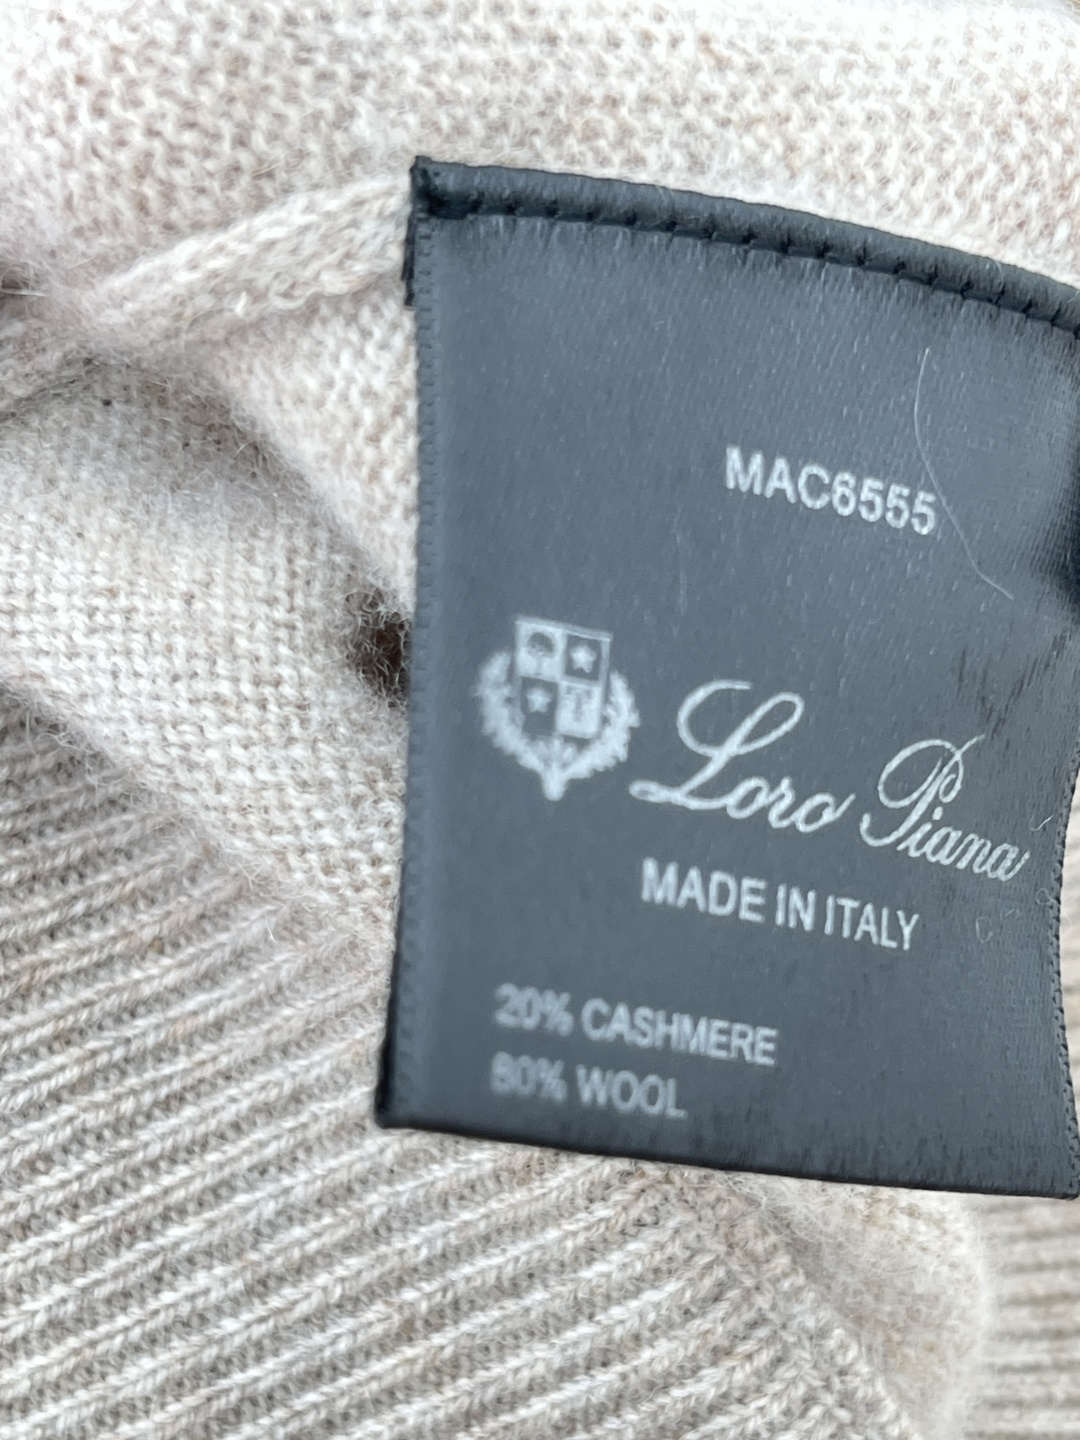 MAC6555
Loro Piana
MADE IN ITALY
20% CASHMERE
80% WOOL